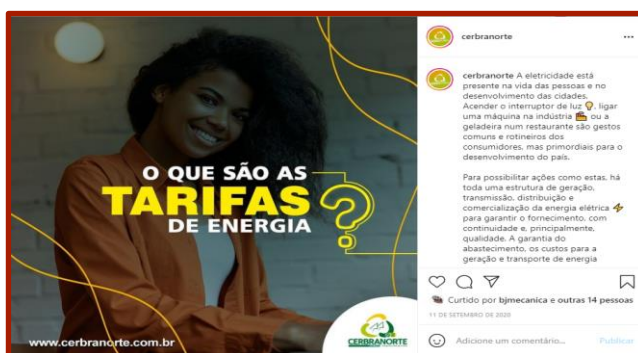 O QUE SÃO AS
TARIFAS
DE ENERGIA
?
www.cerbranorte.com.br
CERBRANORTE
cerbranorte
cerbranorte A eletricidade está
presente na vida das pessoas e no
desenvolvimento das cidades.
Acender o interruptor de luz 💡, ligar
uma máquina na indústria 🏭 ou a
geladeira num restaurante são gestos
comuns e rotineiros dos
consumidores, mas primordiais para o
desenvolvimento do país.
Para possibilitar ações como estas, há
toda uma estrutura de geração,
transmissão, distribuição e
comercialização da energia elétrica ⚡
para garantir o fornecimento, com
continuidade e, principalmente,
qualidade. A garantia do
abastecimento, os custos para a
geração e transporte de energia
Curtido por bjmecanica e outras 14 pessoas
11 DE SETEMBRO DE 2020
Adicione um comentário...
Publicar